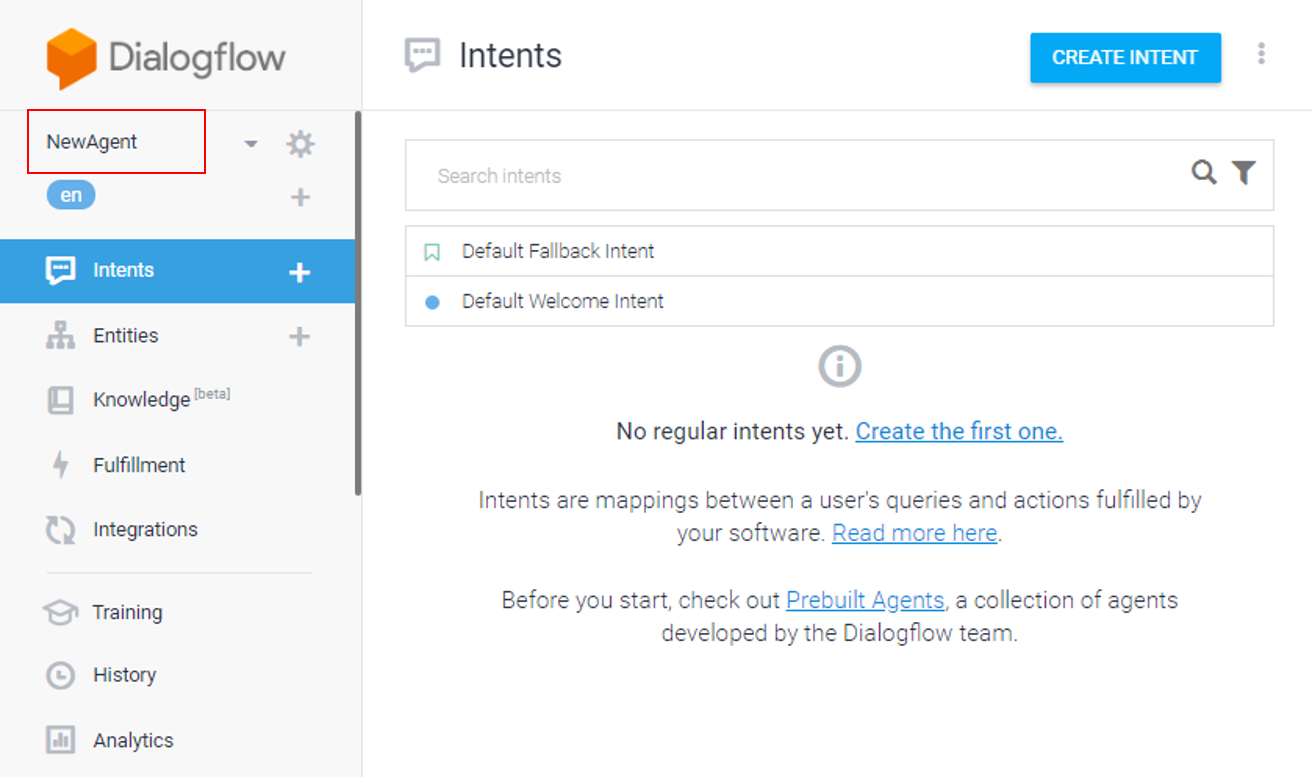 Dialogflow
NewAgent
en
Intents
Entities
Knowledge [beta]
Fulfillment
Integrations
Training
History
Analytics
Intents
CREATE INTENT
Search intents
Default Fallback Intent
Default Welcome Intent
No regular intents yet. Create the first one.
Intents are mappings between a user's queries and actions fulfilled by
your software. Read more here.
Before you start, check out Prebuilt Agents, a collection of agents
developed by the Dialogflow team.